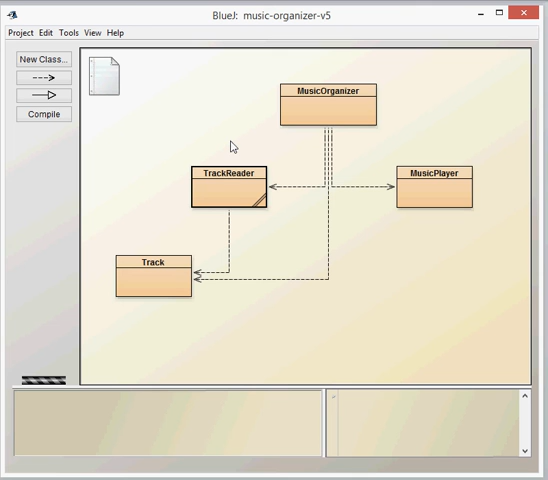 BlueJ: music-organizer-v5
Project Edit Tools View Help
New Class...
Compile
MusicOrganizer
TrackReader
MusicPlayer
Track